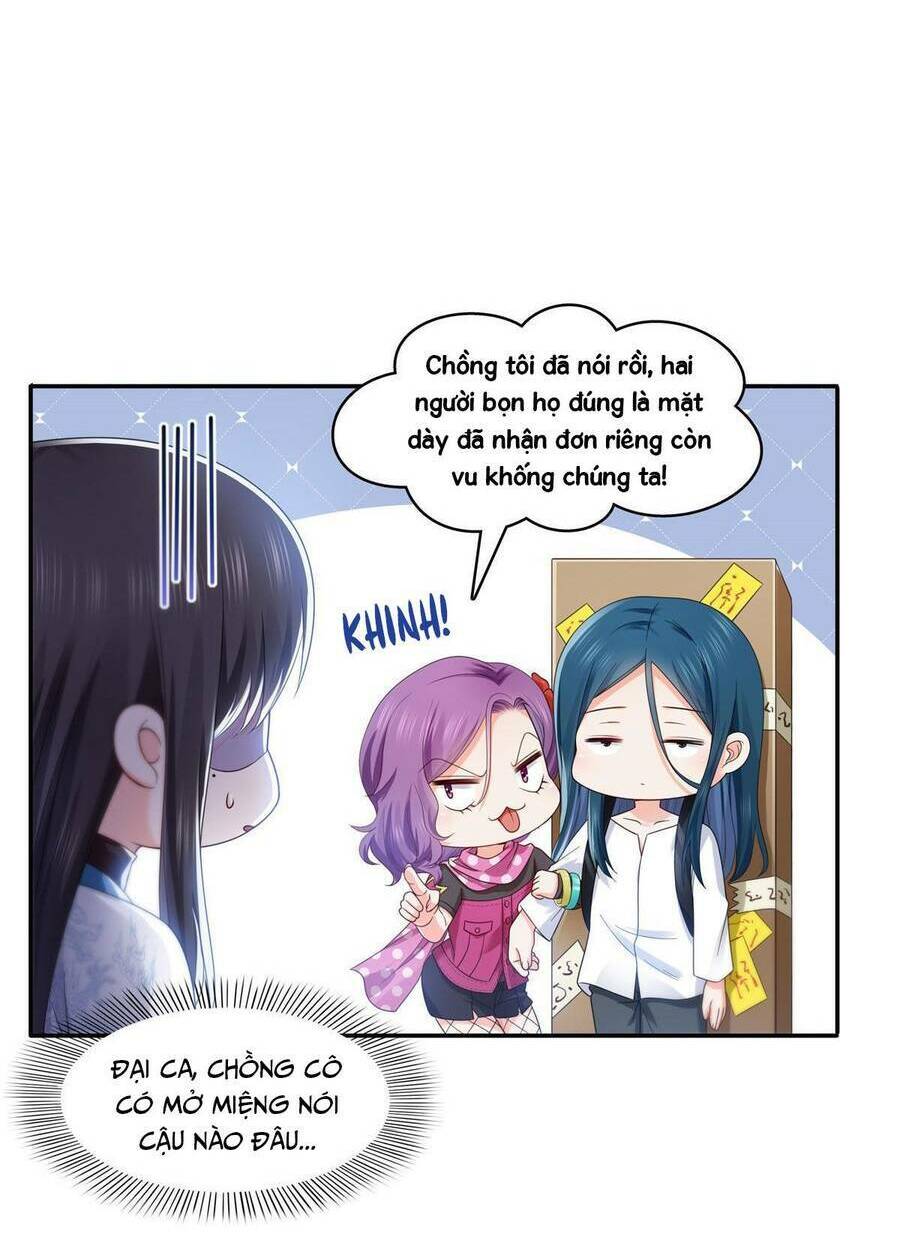 Chồng tôi đã nói rồi, hai
người bọn họ đúng là mặt
dày đã nhận đơn riêng còn
vu khống chúng ta!
KHINH!
ĐẠI CA, CHỒNG CÔ
CÓ MỞ MIỆNG NÓI
CÂU NÀO ĐÂU...